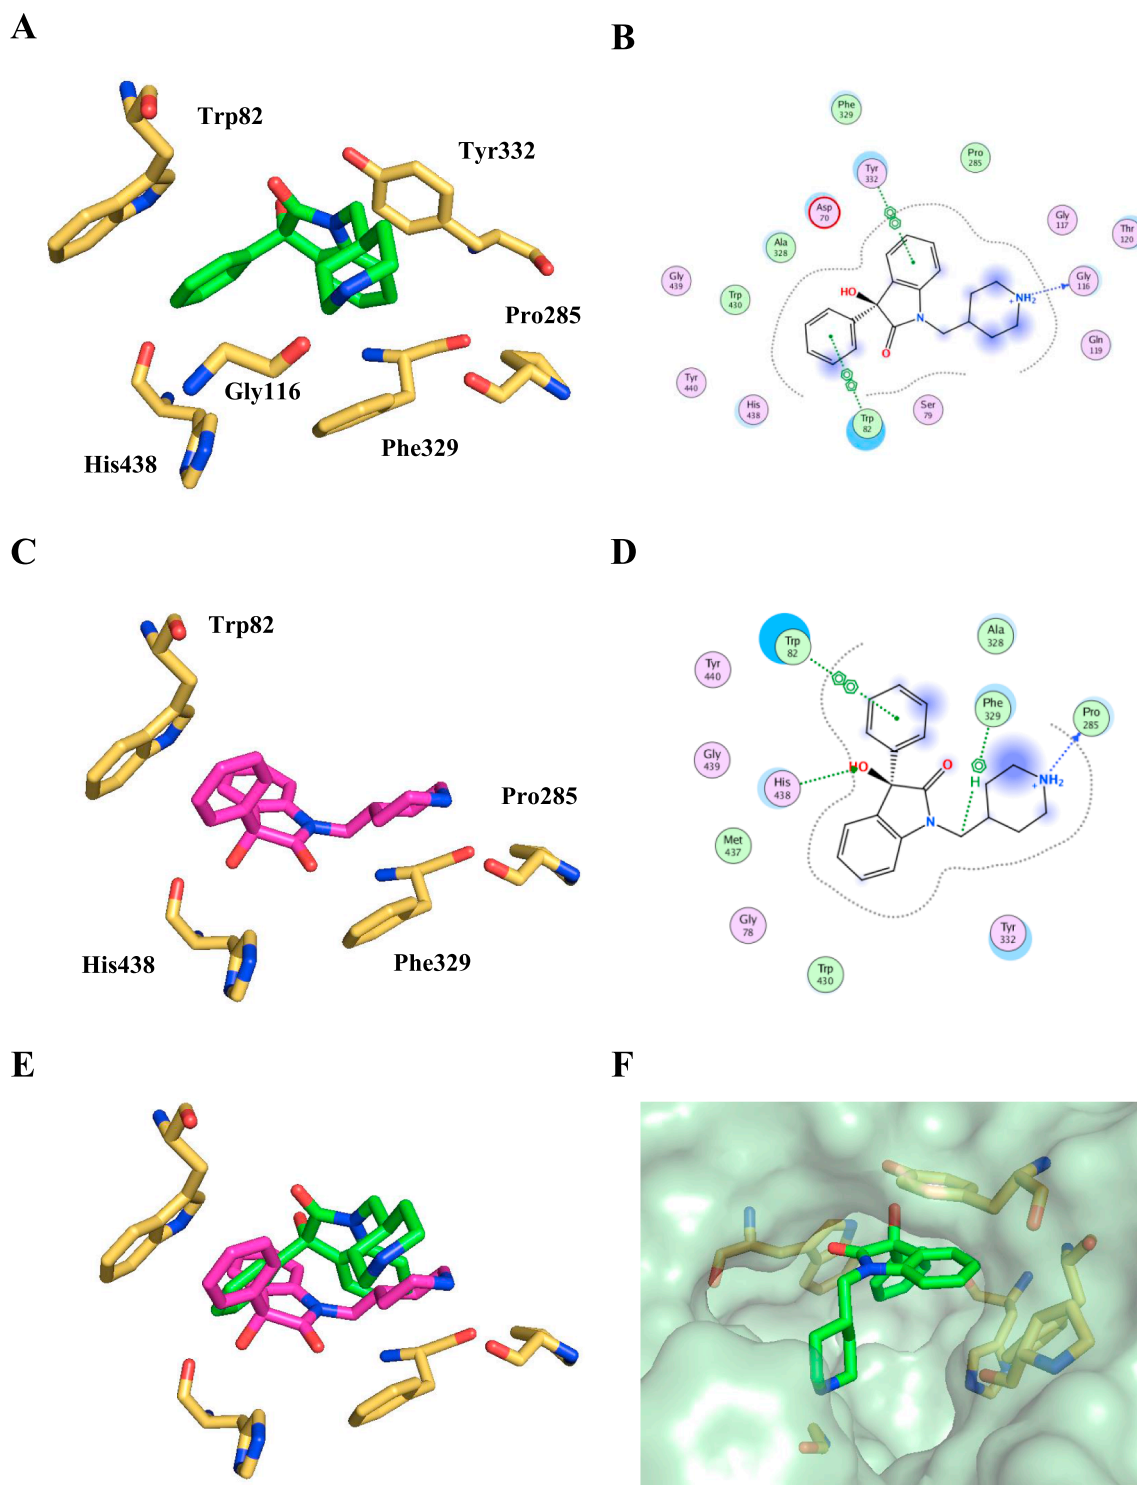 A
Trp82
Tyr332
Pro285
Gly116
Phe329
His438
B
Phe
329
Pro
285
Tyr
332
Asp
70
Gly
117
Thr
120
Ala
328
Gly
439
Trp
430
Gly
116
HO
N
O
NH2
+
Gln
119
Tyr
440
His
438
Ser
79
Trp
82
C
Trp82
Pro285
His438
Phe329
D
Trp
82
Ala
328
Tyr
440
Phe
329
Pro
285
Gly
439
His
438
HO
O
H
NH2
+
N
Met
437
Gly
78
Tyr
332
Trp
430
E
F